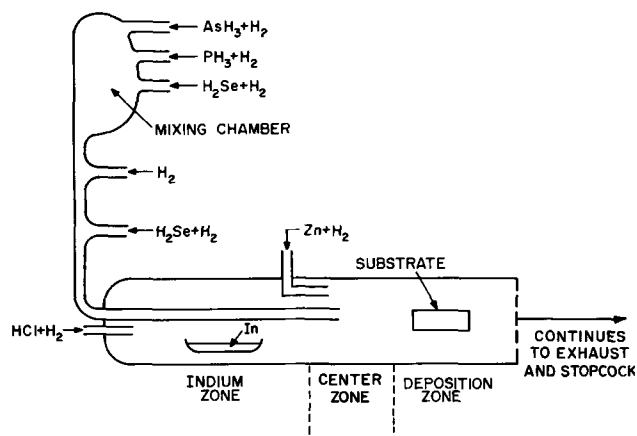 AsH3+H2
PH3+H2
H2Se+H2
MIXING CHAMBER
H2
H2Se+H2
Zn+H2
SUBSTRATE
HCl+H2
In
CONTINUES
TO EXHAUST
AND STOPCOCK
INDIUM
ZONE
CENTER
ZONE
DEPOSITION
ZONE